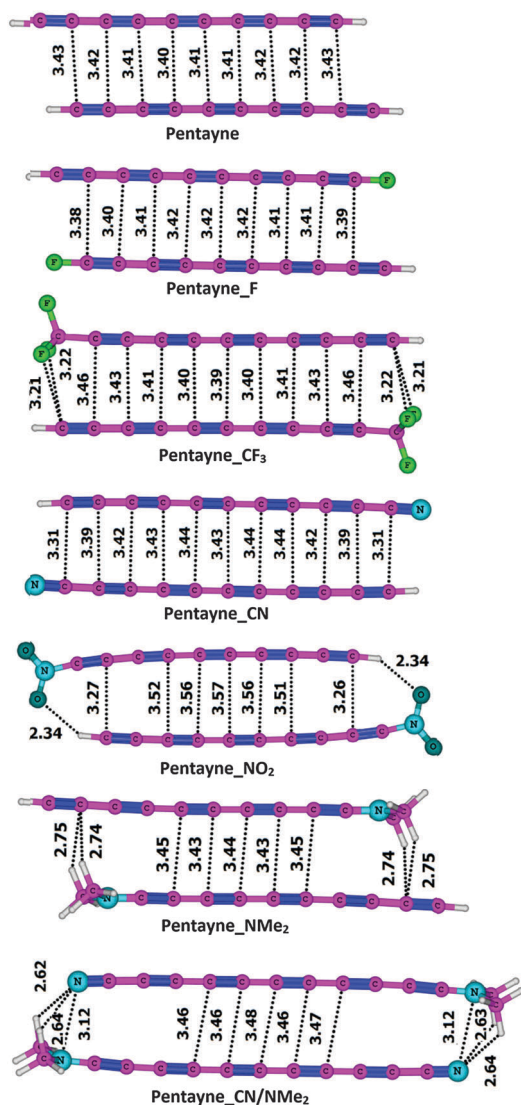 C C C C C C C C C C
3.43 3.42 3.41 3.40 3.41 3.41 3.42 3.42 3.43
C C C C C C C C C C
Pentayne
C C C C C C C C C C F
3.38 3.40 3.41 3.42 3.42 3.42 3.41 3.41 3.39
F C C C C C C C C C C
Pentayne_F
F
C C C C C C C C C C C
F
3.21 3.22 3.46 3.43 3.41 3.40 3.39 3.40 3.41 3.43 3.46 3.22 3.21
F
C C C C C C C C C C C
F
Pentayne_CF₃
C C C C C C C C C C C N
3.31 3.39 3.42 3.43 3.44 3.43 3.44 3.44 3.42 3.39 3.31
N C C C C C C C C C C C
Pentayne_CN
O
N C C C C C C C C C C
O
2.34
O
3.27 3.52 3.56 3.57 3.56 3.51 3.26
2.34
C C C C C C C C C C N
O
Pentayne_NO₂
C C C C C C C C C C N
2.75 2.74 3.45 3.43 3.44 3.43 3.45 2.74 2.75
N C C C C C C C C C C
Pentayne_NMe₂
2.62
N C C C C C C C C C C C N
2.64 3.12 3.46 3.46 3.48 3.46 3.47 3.12 2.63 2.64
N C C C C C C C C C C C N
Pentayne_CN/NMe₂